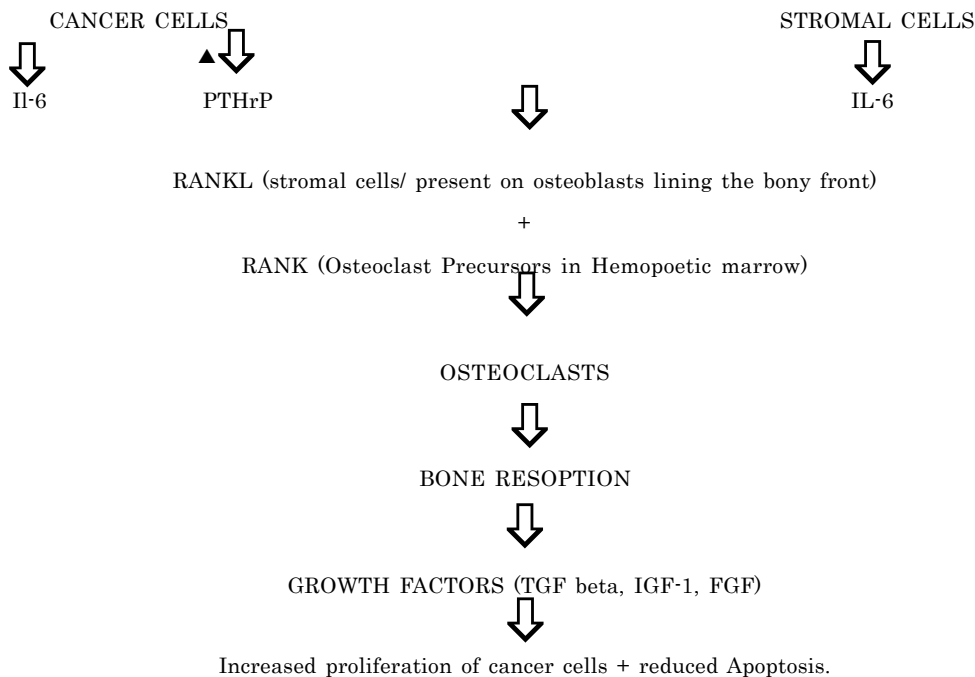 CANCER CELLS STROMAL CELLS
Il-6 PTHrP IL-6
RANKL (stromal cells/ present on osteoblasts lining the bony front)
+
RANK (Osteoclast Precursors in Hemopoetic marrow)
OSTEOCLASTS
BONE RESOPTION
GROWTH FACTORS (TGF beta, IGF-1, FGF)
Increased proliferation of cancer cells + reduced Apoptosis.